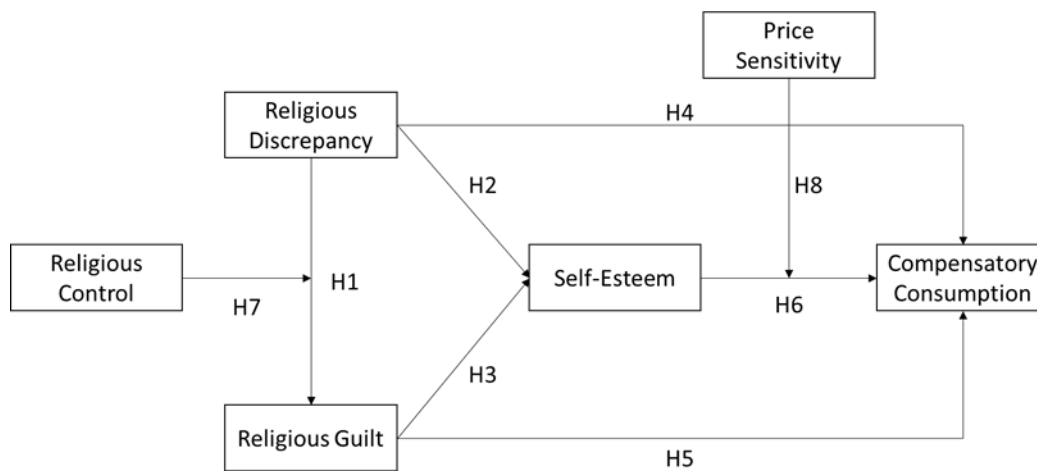 Price
Sensitivity
Religious
Discrepancy
H4
H2
H8
Religious
Control
H7
H1
Self-Esteem
H6
Compensatory
Consumption
H3
Religious Guilt
H5